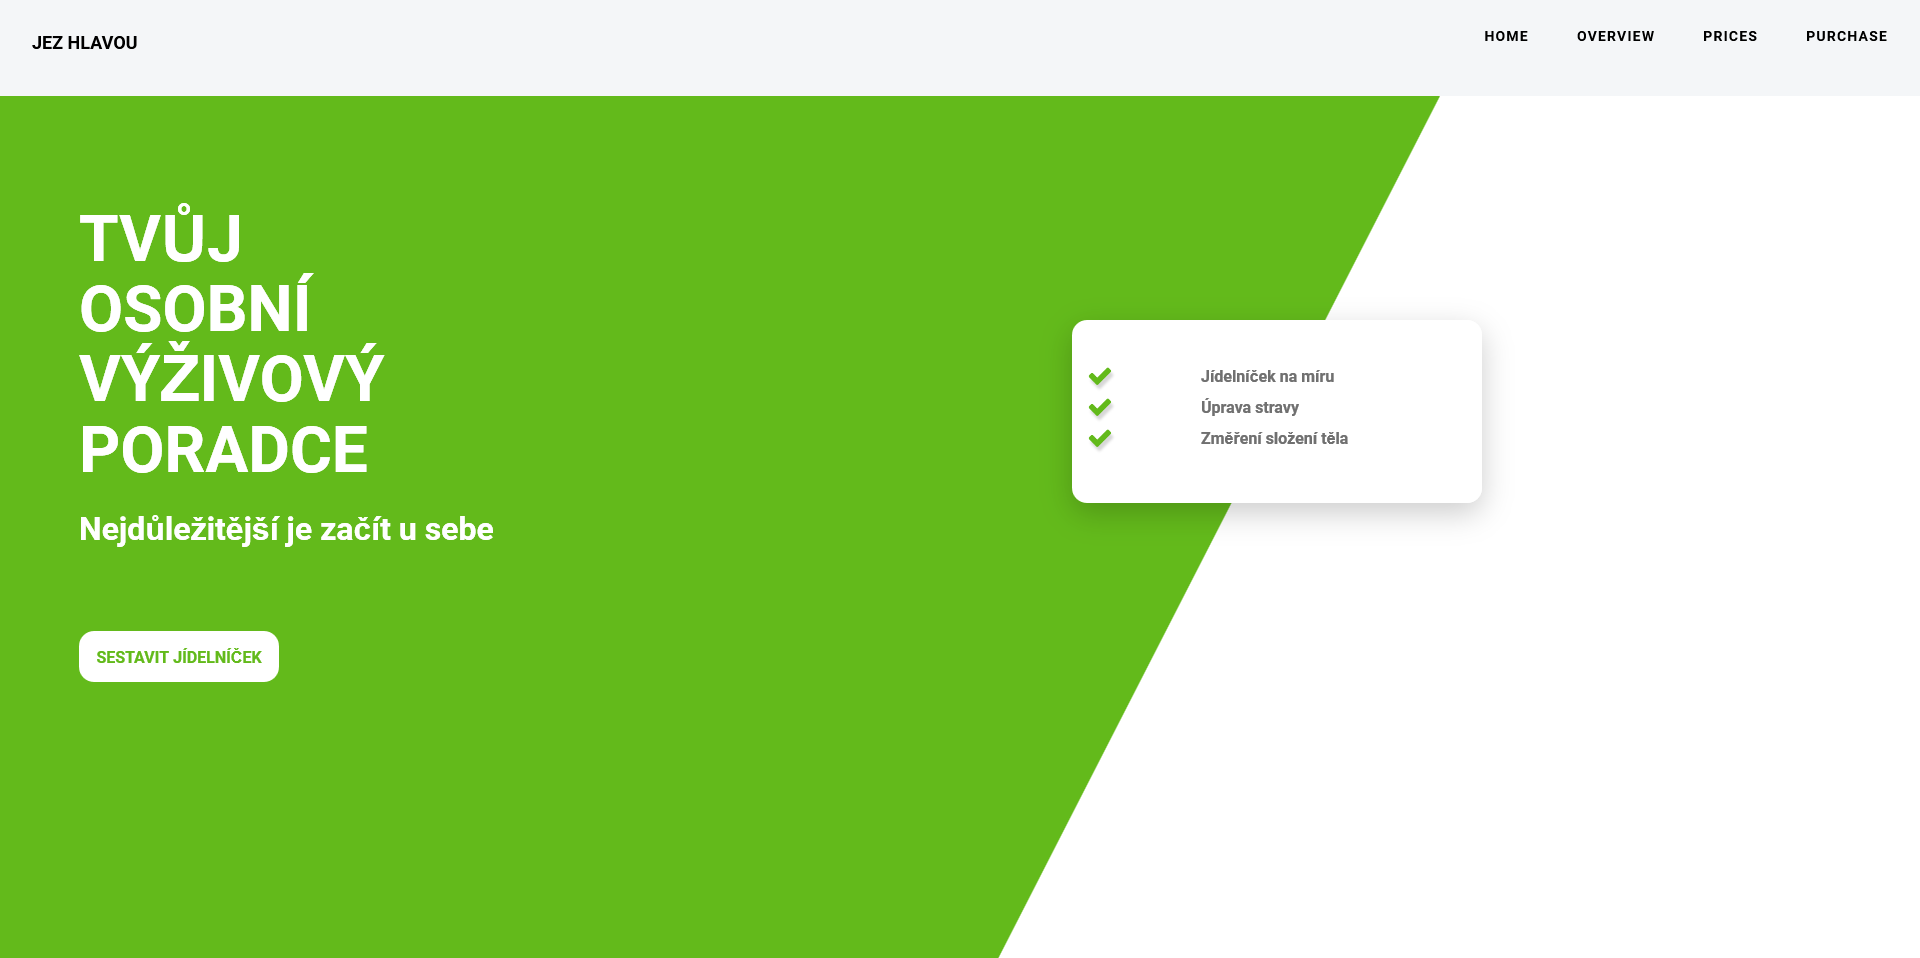 JEZ HLAVOU
HOME OVERVIEW PRICES PURCHASE
TVŮJ
OSOBNÍ
VÝŽIVOVÝ
PORADCE
Nejdůležitější je začít u sebe
SESTAVIT JÍDELNÍČEK
Jídelníček na míru
Úprava stravy
Změření složení těla